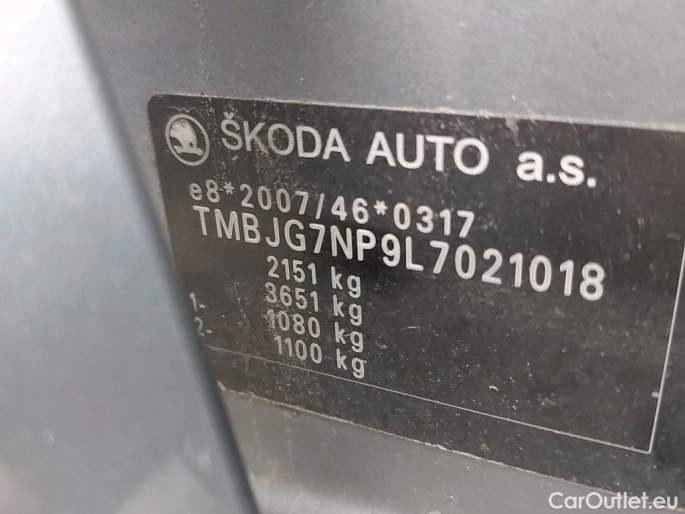 ŠKODA AUTO a.s.
e8*2007/46*0317
TMBJG7NP9L7021018
2151 kg
3651 kg
1- 1080 kg
2- 1100 kg
CarOutlet.eu